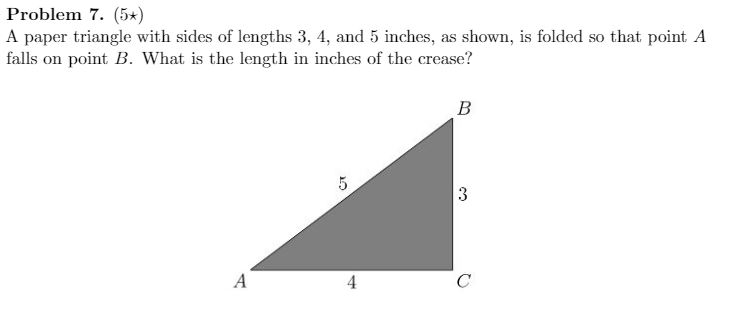 Problem 7. (5⋆)
A paper triangle with sides of lengths 3, 4, and 5 inches, as shown, is folded so that point A
falls on point B. What is the length in inches of the crease?
B
5
3
A
4
C